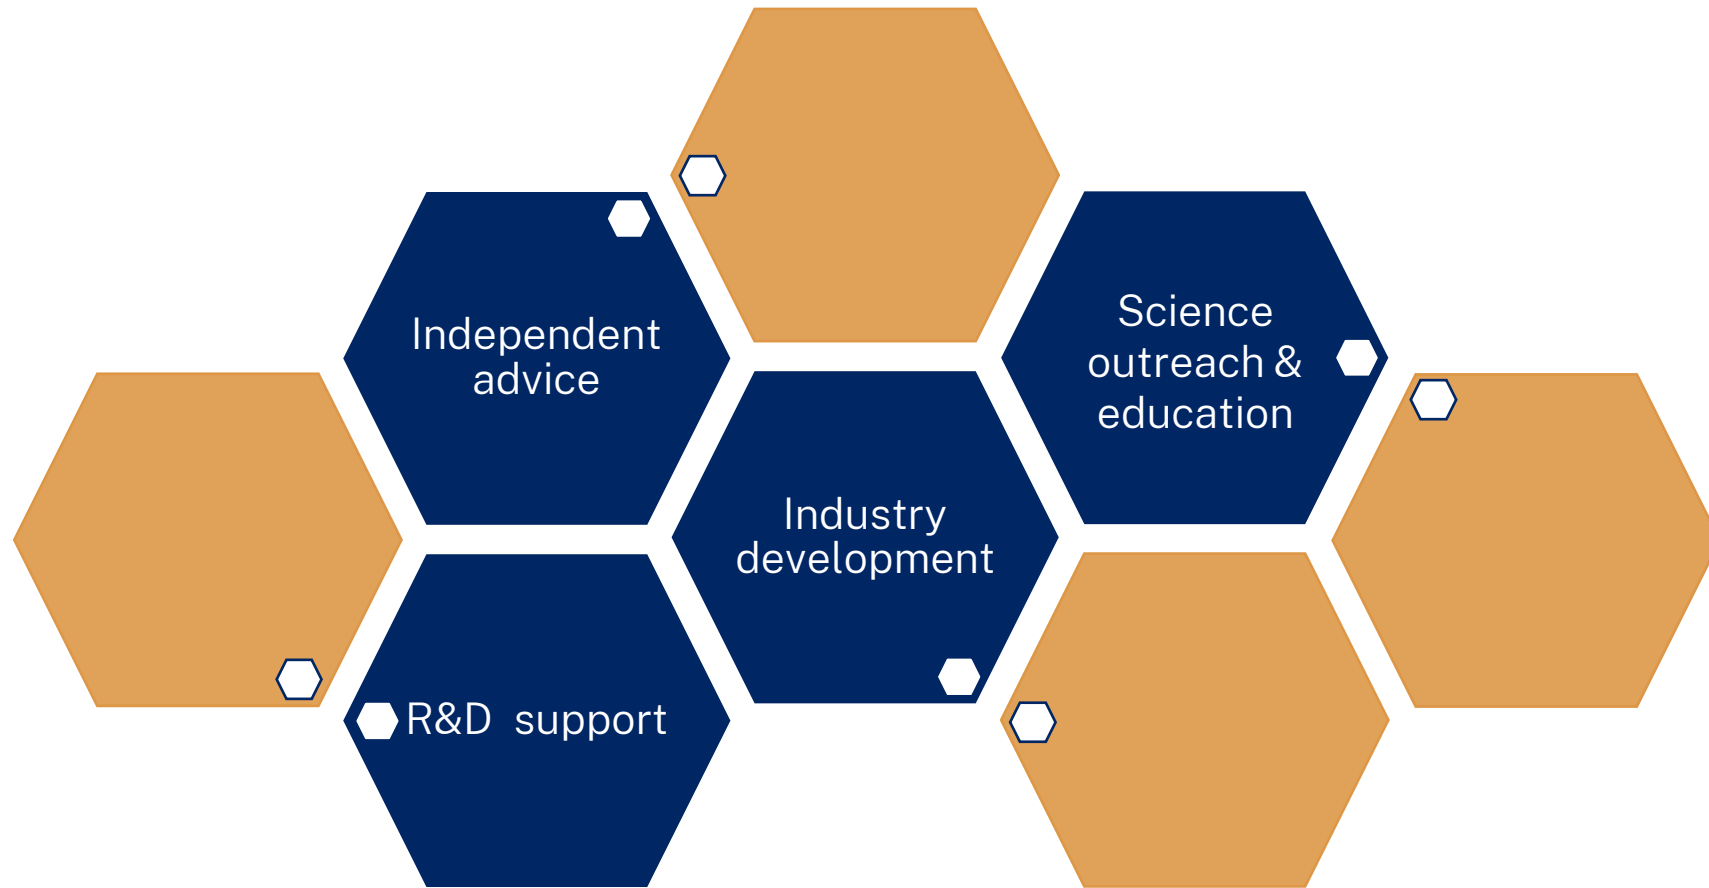 Independent
advice
Science
outreach &
education
Industry
development
R&D  support